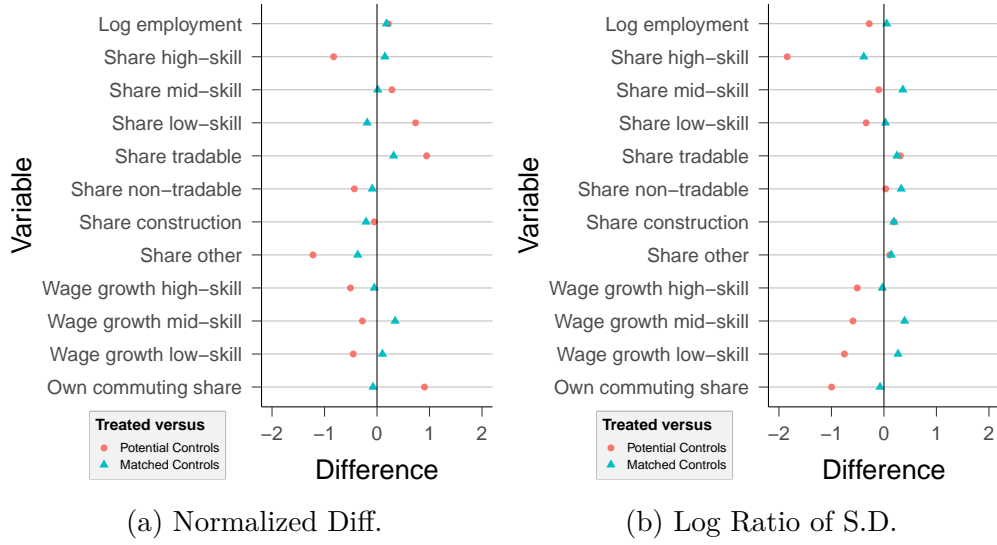 Variable
Log employment
Share high−skill
Share mid−skill
Share low−skill
Share tradable
Share non−tradable
Share construction
Share other
Wage growth high−skill
Wage growth mid−skill
Wage growth low−skill
Own commuting share
−2 −1 0 1 2
Difference
Treated versus
Potential Controls
Matched Controls
(a) Normalized Diff.
Variable
Log employment
Share high−skill
Share mid−skill
Share low−skill
Share tradable
Share non−tradable
Share construction
Share other
Wage growth high−skill
Wage growth mid−skill
Wage growth low−skill
Own commuting share
−2 −1 0 1 2
Difference
Treated versus
Potential Controls
Matched Controls
(b) Log Ratio of S.D.